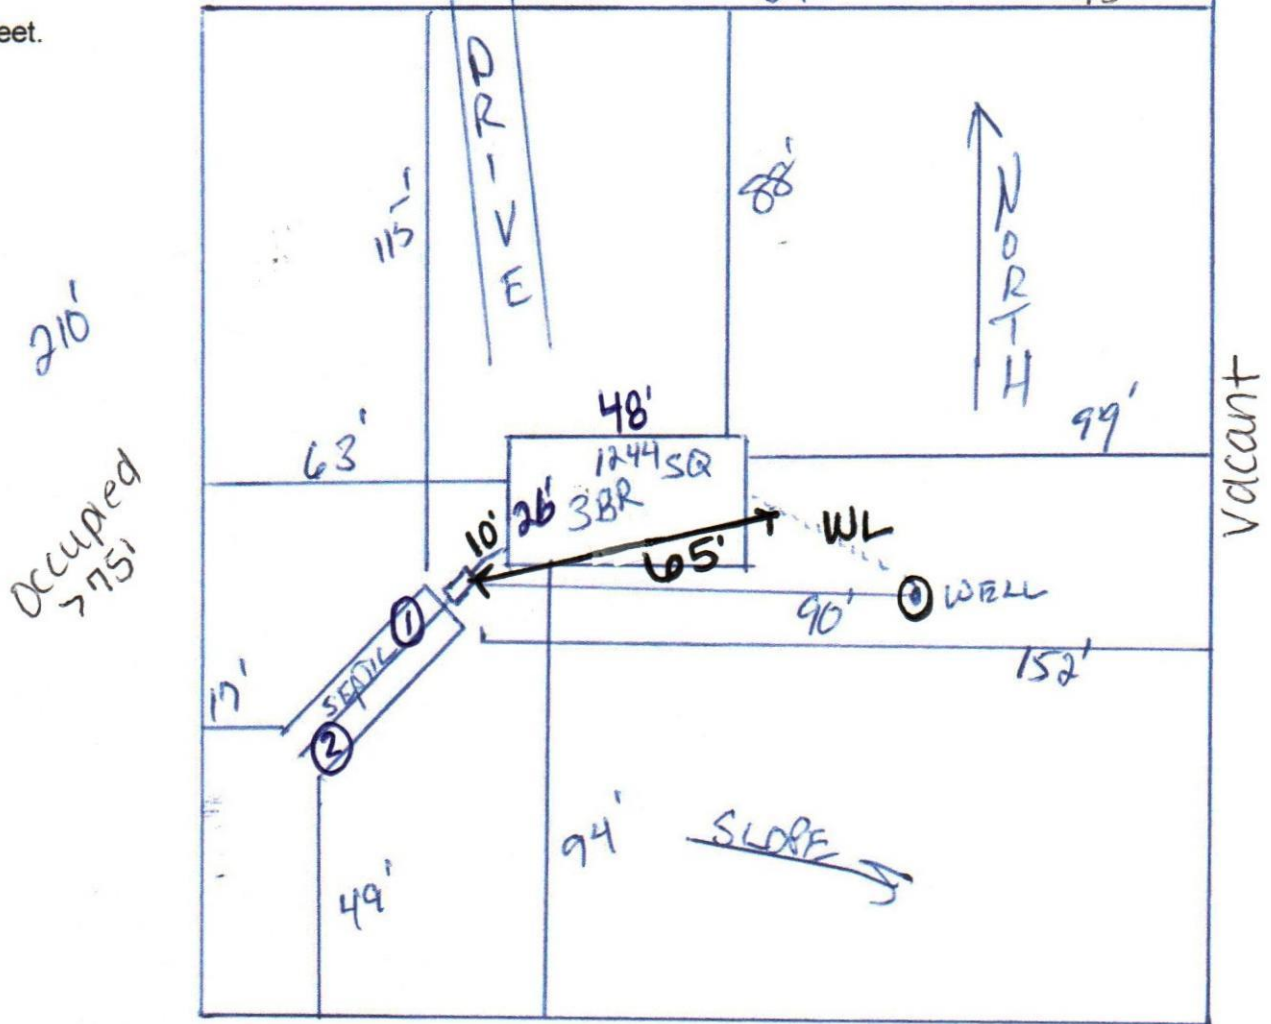 eet.
DRIVE
115'
88'
NORTH
210'
48'
99'
63'
1244 SQ
Vacant
26'
3BR
10'
Occupied
>75'
WL
65'
90'
WELL
1
SEPTIC
152'
17'
2
94'
SLOPE
49'